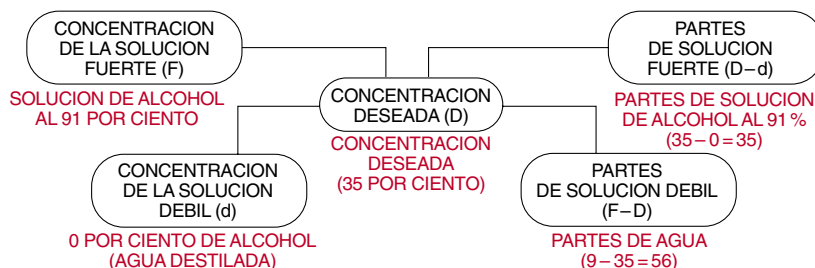 CONCENTRACION
DE LA SOLUCION
FUERTE (F)
SOLUCION DE ALCOHOL
AL 91 POR CIENTO
PARTES
DE SOLUCION
FUERTE (D–d)
PARTES DE SOLUCION
DE ALCOHOL AL 91 %
(35 – 0 = 35)
CONCENTRACION
DESEADA (D)
CONCENTRACION
DESEADA
(35 POR CIENTO)
CONCENTRACION
DE LA SOLUCION
DEBIL (d)
0 POR CIENTO DE ALCOHOL
(AGUA DESTILADA)
PARTES
DE SOLUCION DEBIL
(F–D)
PARTES DE AGUA
(9 – 35 = 56)